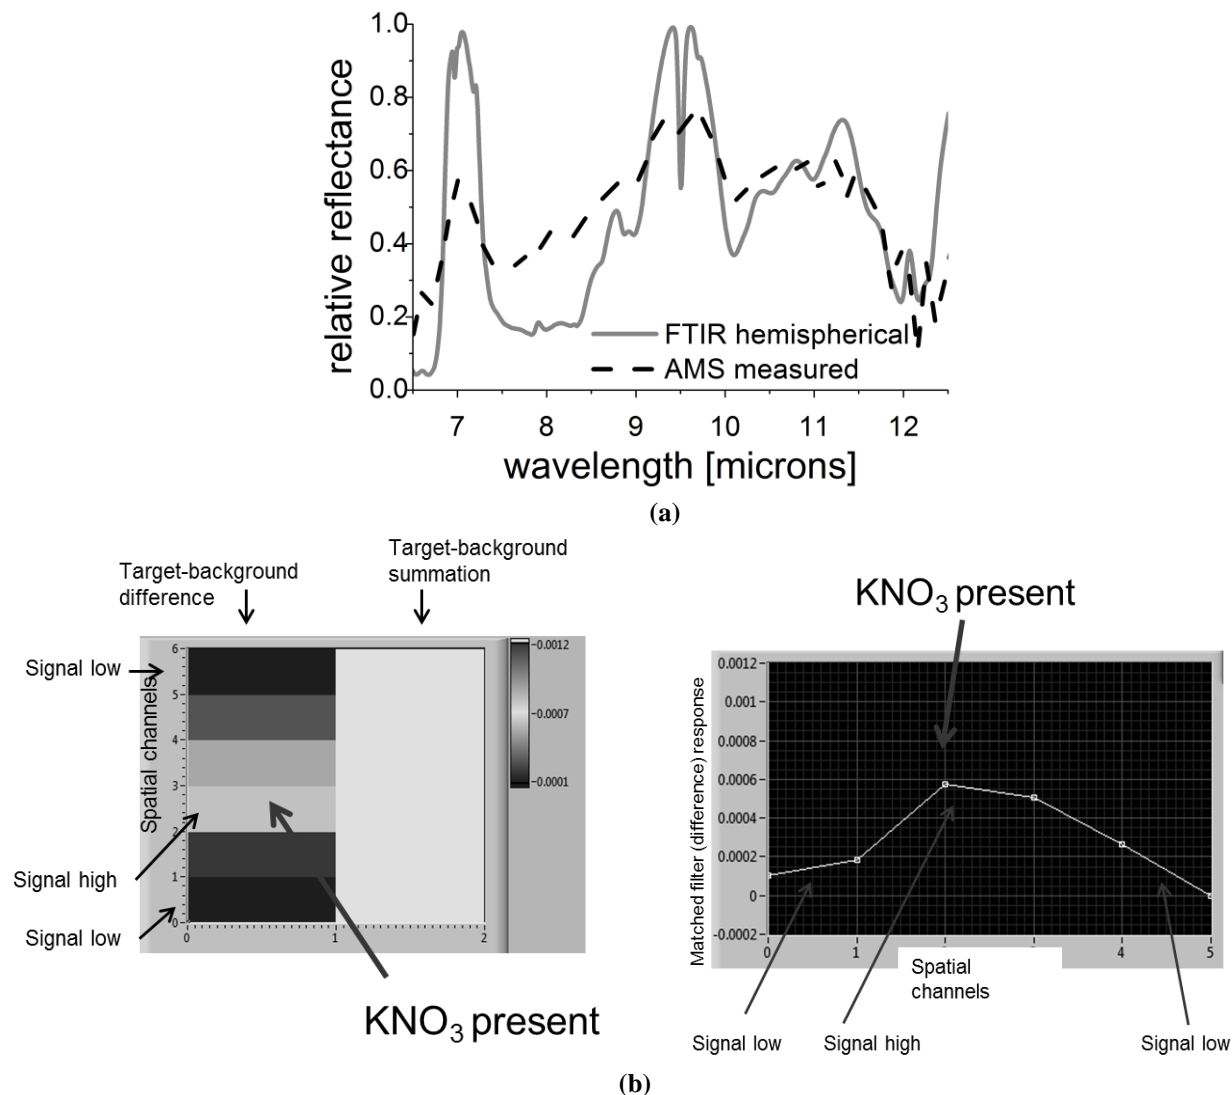 1.0
0.8
0.6
0.4
0.2
0.0
relative reflectance
FTIR hemispherical
AMS measured
7 8 9 10 11 12
wavelength [microns]
(a)
Target-background
difference
Target-background
summation
Signal low
Signal high
Signal low
Spatial channels
6
5
4
3
2
1
0
0 1 2
0.0012
0.0007
0.0001
KNO₃ present
KNO₃ present
Matched filter (difference) response
0.0012
0.001
0.0008
0.0006
0.0004
0.0002
0
-0.0002
0 1 2 3 4 5
Spatial
channels
Signal low
Signal high
Signal low
(b)